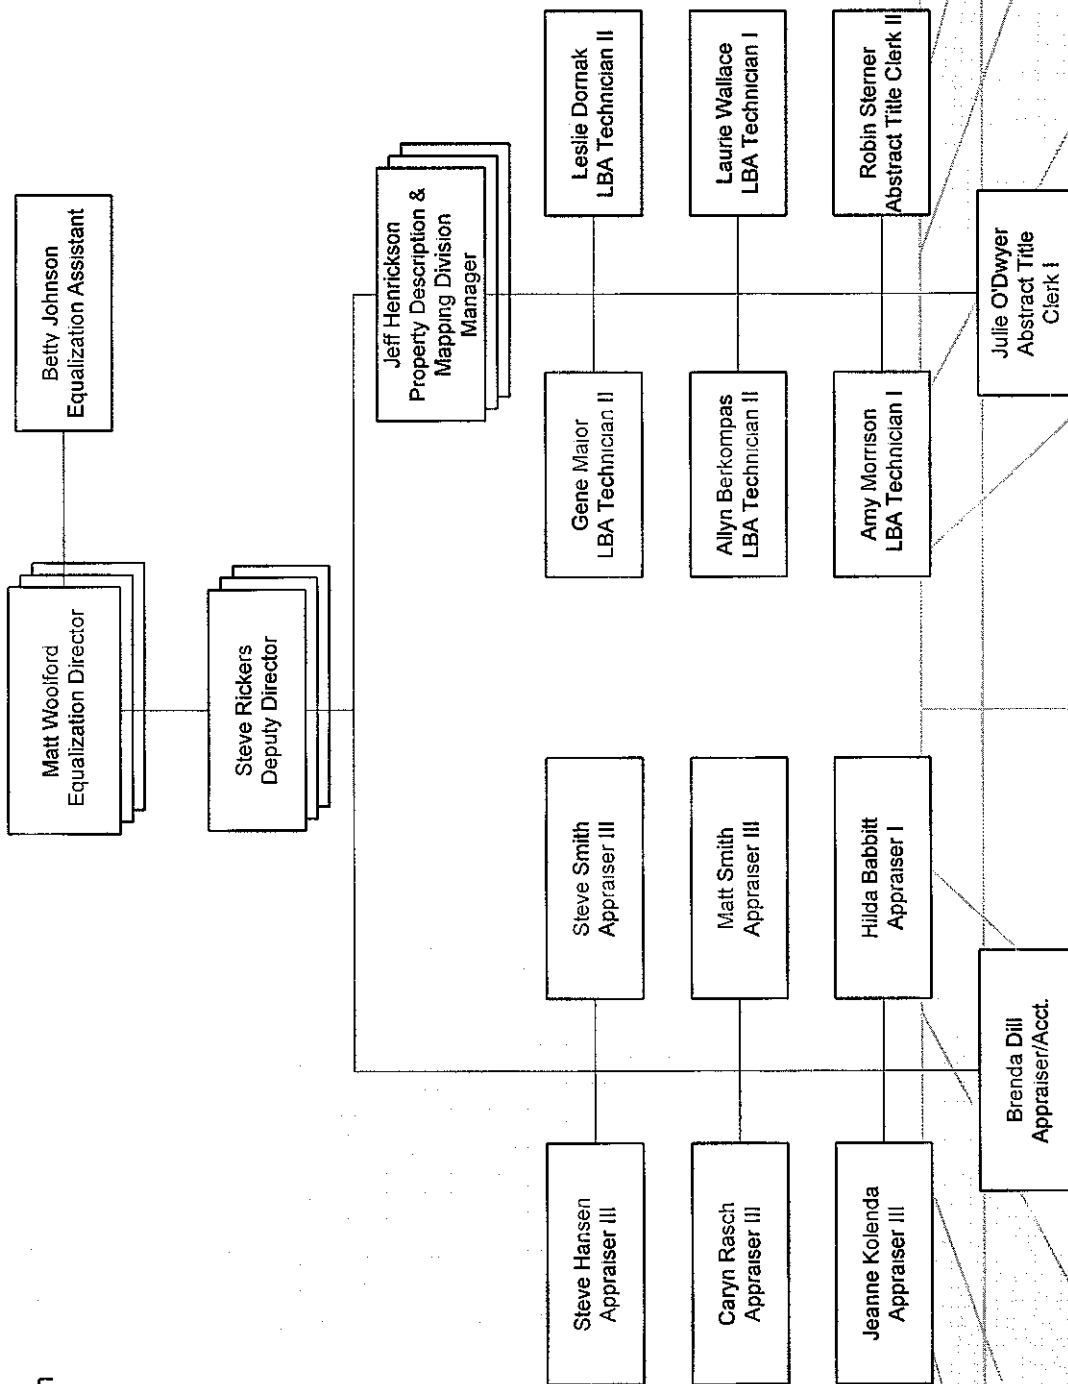 Matt Woolford
Equalization Director
Betty Johnson
Equalization Assistant
Steve Rickers
Deputy Director
Jeff Henrickson
Property Description &
Mapping Division
Manager
Steve Hansen
Appraiser III
Steve Smith
Appraiser III
Gene Maior
LBA Technician II
Leslie Dornak
LBA Technician II
Caryn Rasch
Appraiser III
Matt Smith
Appraiser III
Allyn Berkompas
LBA Technician II
Laurie Wallace
LBA Technician I
Jeanne Kolenda
Appraiser III
Hilda Babbitt
Appraiser I
Amy Morrison
LBA Technician I
Robin Sterner
Abstract Title Clerk II
Brenda Dill
Appraiser/Acct.
Julie O'Dwyer
Abstract Title
Clerk I